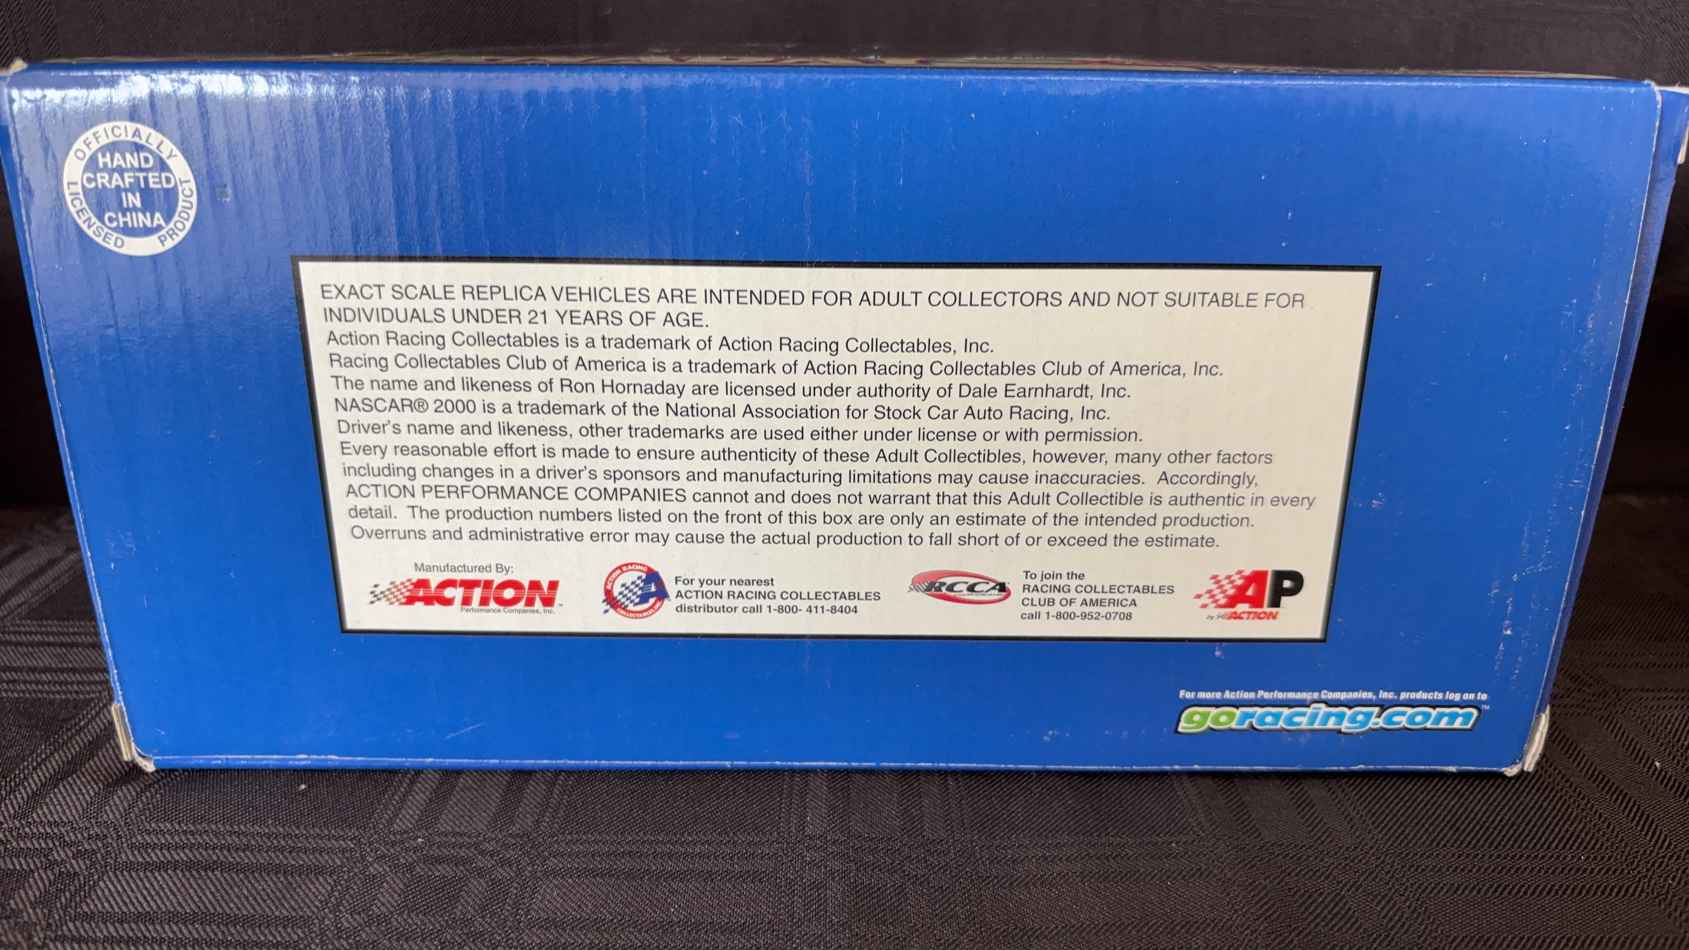 OFFICIALLY LICENSED PRODUCT
HAND
CRAFTED
IN
CHINA
EXACT SCALE REPLICA VEHICLES ARE INTENDED FOR ADULT COLLECTORS AND NOT SUITABLE FOR
INDIVIDUALS UNDER 21 YEARS OF AGE.
Action Racing Collectables is a trademark of Action Racing Collectables, Inc.
Racing Collectables Club of America is a trademark of Action Racing Collectables Club of America, Inc.
The name and likeness of Ron Hornaday are licensed under authority of Dale Earnhardt, Inc.
NASCAR® 2000 is a trademark of the National Association for Stock Car Auto Racing, Inc.
Driver's name and likeness, other trademarks are used either under license or with permission.
Every reasonable effort is made to ensure authenticity of these Adult Collectibles, however, many other factors
including changes in a driver's sponsors and manufacturing limitations may cause inaccuracies. Accordingly,
ACTION PERFORMANCE COMPANIES cannot and does not warrant that this Adult Collectible is authentic in every
detail. The production numbers listed on the front of this box are only an estimate of the intended production.
Overruns and administrative error may cause the actual production to fall short of or exceed the estimate.
Manufactured By:
ACTION
Performance Companies, Inc.™
ACTION RACING COLLECTABLES
For your nearest
ACTION RACING COLLECTABLES
distributor call 1-800- 411-8404
RCCA
To join the
RACING COLLECTABLES
CLUB OF AMERICA
call 1-800-952-0708
AP
by ACTION
For more Action Performance Companies, Inc. products log on to
goracing.com™